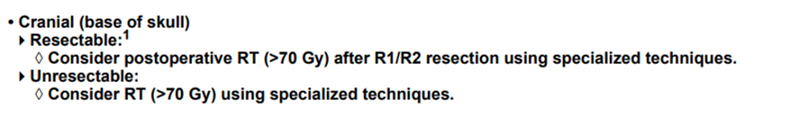 • Cranial (base of skull)
‣ Resectable:1
◊ Consider postoperative RT (>70 Gy) after R1/R2 resection using specialized techniques.
‣ Unresectable:
◊ Consider RT (>70 Gy) using specialized techniques.